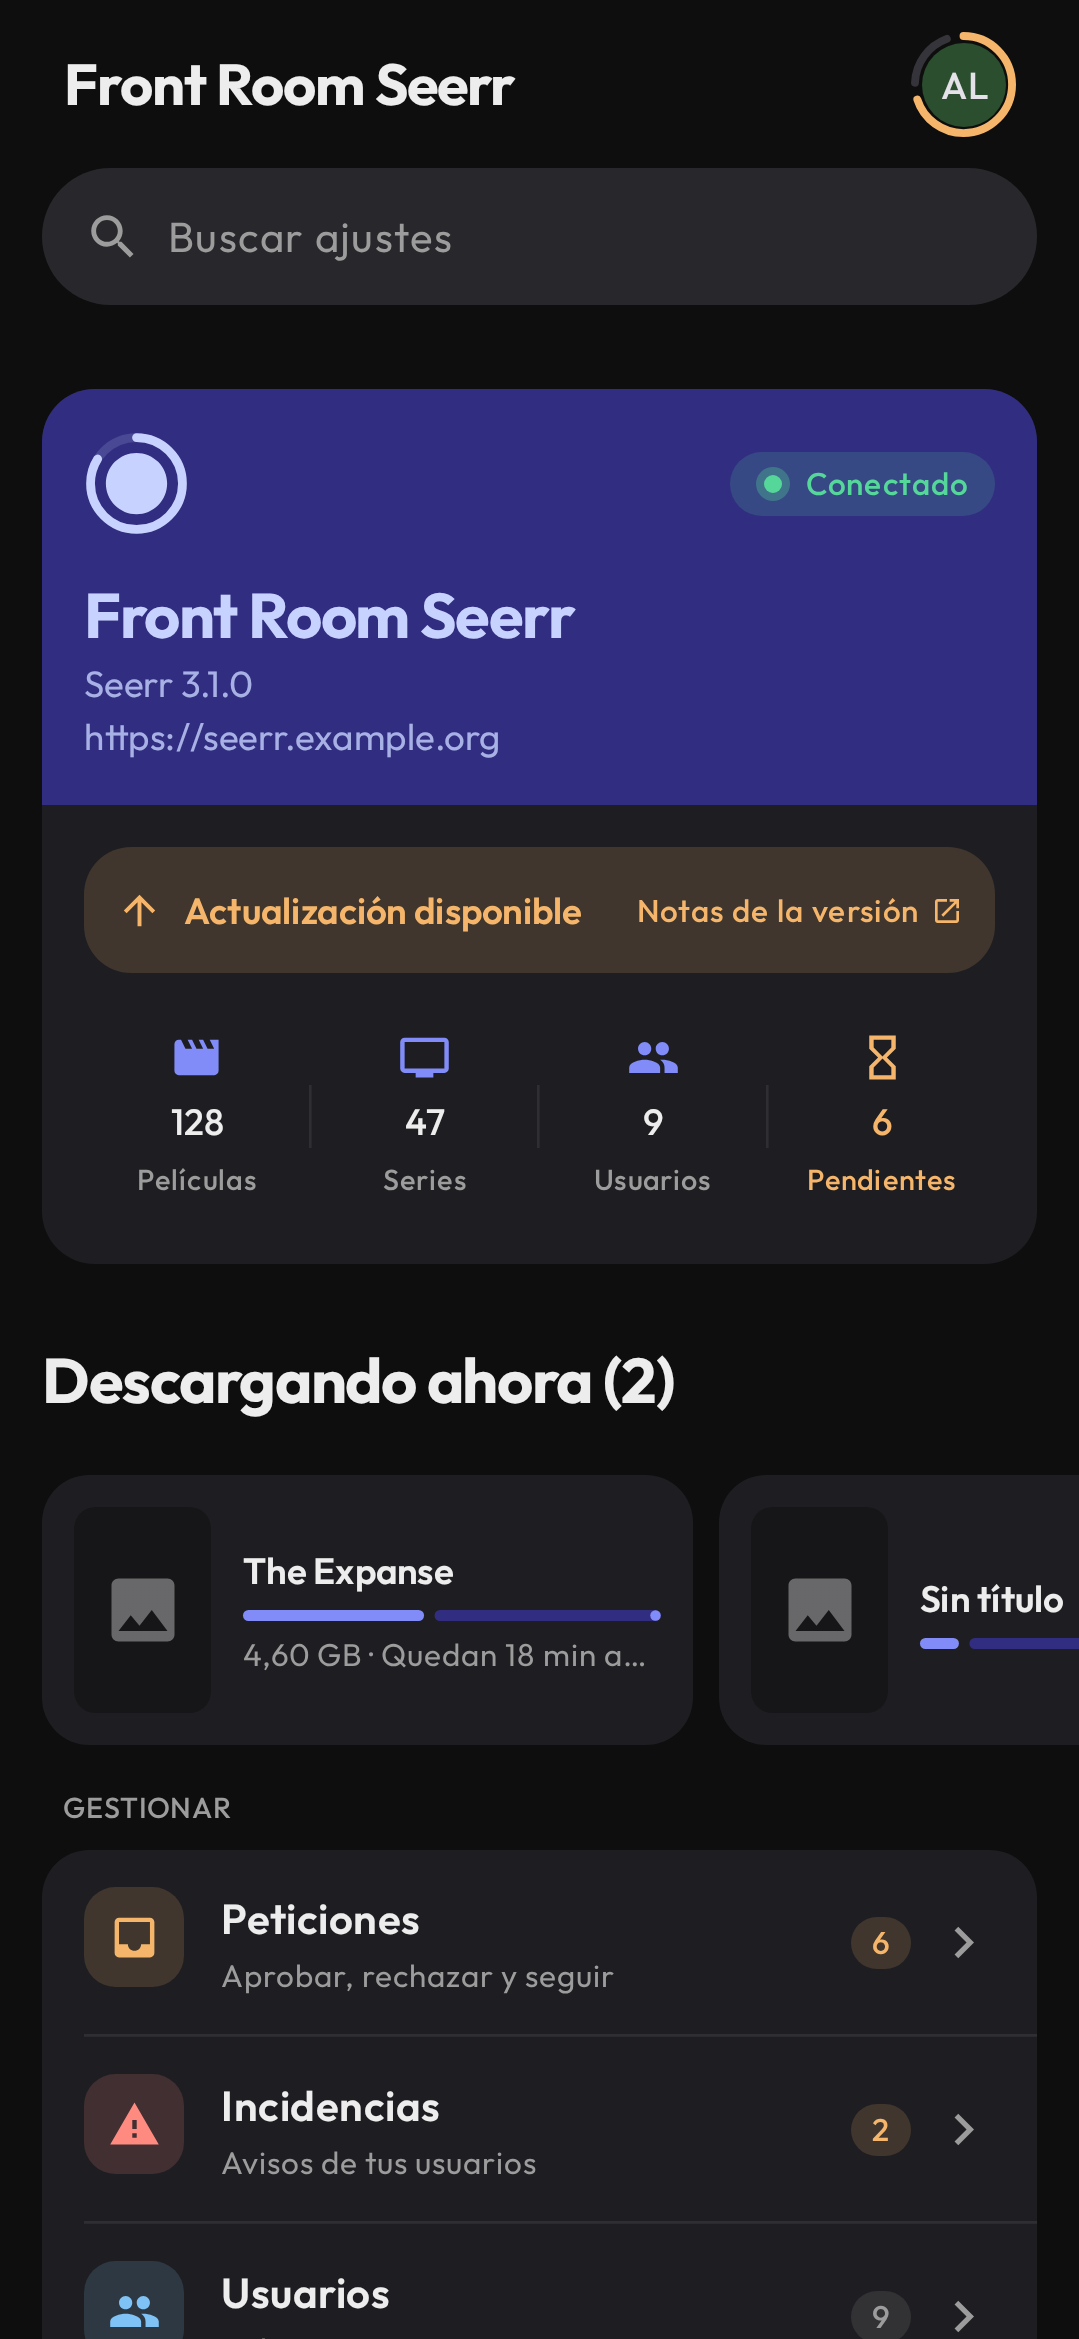 Front Room Seerr
AL
Buscar ajustes
Conectado
Front Room Seerr
Seerr 3.1.0
https://seerr.example.org
Actualización disponible
Notas de la versión
128
47
9
6
Películas
Series
Usuarios
Pendientes
Descargando ahora (2)
The Expanse
4,60 GB · Quedan 18 min a…
Sin título
GESTIONAR
Peticiones
Aprobar, rechazar y seguir
6
Incidencias
Avisos de tus usuarios
2
Usuarios
9